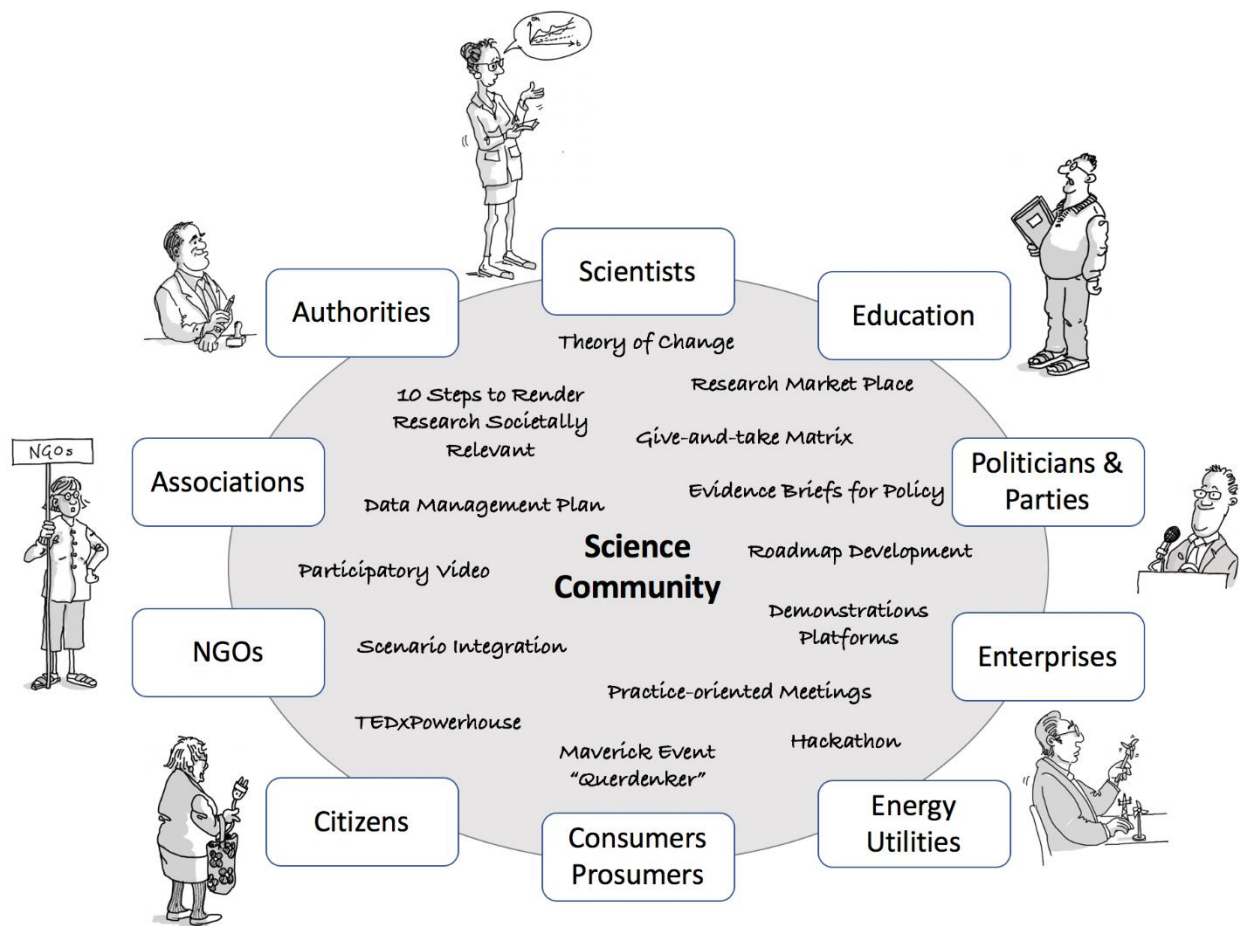 Scientists
Authorities
Education
Theory of Change
Research Market Place
10 Steps to Render
Research Societally
Relevant
Give-and-take Matrix
NGOs
Associations
Politicians &
Parties
Evidence Briefs for Policy
Data Management Plan
Science
Community
Roadmap Development
Participatory Video
Demonstrations
Platforms
NGOs
Scenario Integration
Enterprises
Practice-oriented Meetings
TEDxPowerhouse
Hackathon
Maverick Event
"Querdenker"
Citizens
Energy
Utilities
Consumers
Prosumers